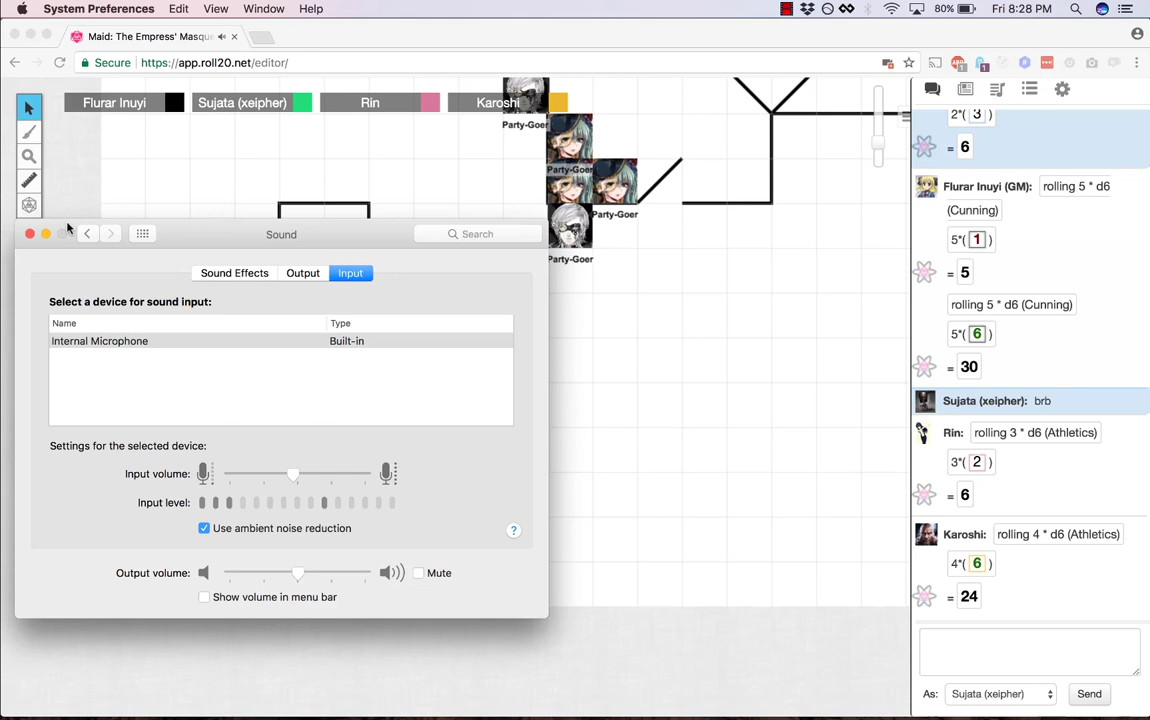 System Preferences Edit View Window Help
80% Fri 8:28 PM
Maid: The Empress' Masque
Secure https://app.roll20.net/editor/
Flurar Inuyi Sujata (xeipher) Rin Karoshi
Party-Goer
Party-Goer
Party-Goer
Party-Goer
Sound
Search
Sound Effects Output Input
Select a device for sound input:
Name Type
Internal Microphone Built-in
Settings for the selected device:
Input volume:
Input level:
Use ambient noise reduction
?
Output volume:
Mute
Show volume in menu bar
2*( 3 )
= 6
Flurar Inuyi (GM): rolling 5 * d6
(Cunning)
5*( 1 )
= 5
rolling 5 * d6 (Cunning)
5*( 6 )
= 30
Sujata (xeipher): brb
Rin: rolling 3 * d6 (Athletics)
3*( 2 )
= 6
Karoshi: rolling 4 * d6 (Athletics)
4*( 6 )
= 24
As: Sujata (xeipher) Send